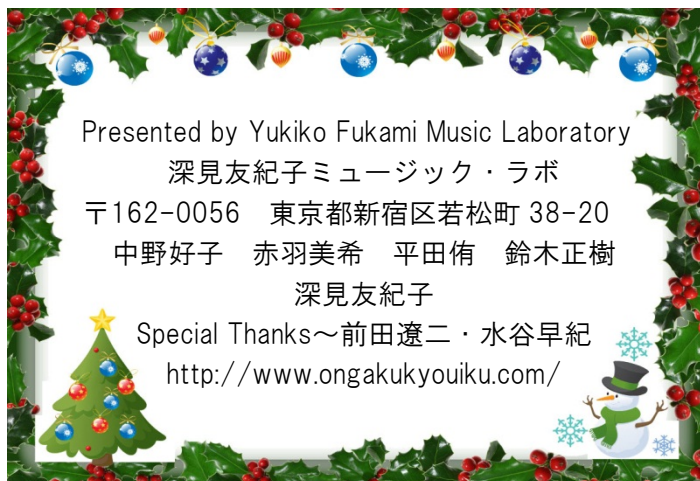 Presented by Yukiko Fukami Music Laboratory
深見友紀子ミュージック・ラボ
〒162-0056　東京都新宿区若松町 38-20
中野好子　赤羽美希　平田侑　鈴木正樹
深見友紀子
Special Thanks～前田遼二・水谷早紀
http://www.ongakukyouiku.com/